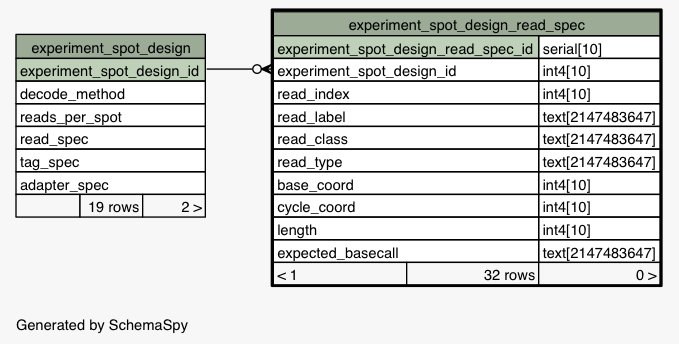 experiment_spot_design
experiment_spot_design_id
decode_method
reads_per_spot
read_spec
tag_spec
adapter_spec
19 rows 2 >
experiment_spot_design_read_spec
experiment_spot_design_read_spec_id serial[10]
experiment_spot_design_id int4[10]
read_index int4[10]
read_label text[2147483647]
read_class text[2147483647]
read_type text[2147483647]
base_coord int4[10]
cycle_coord int4[10]
length int4[10]
expected_basecall text[2147483647]
< 1 32 rows 0 >
Generated by SchemaSpy